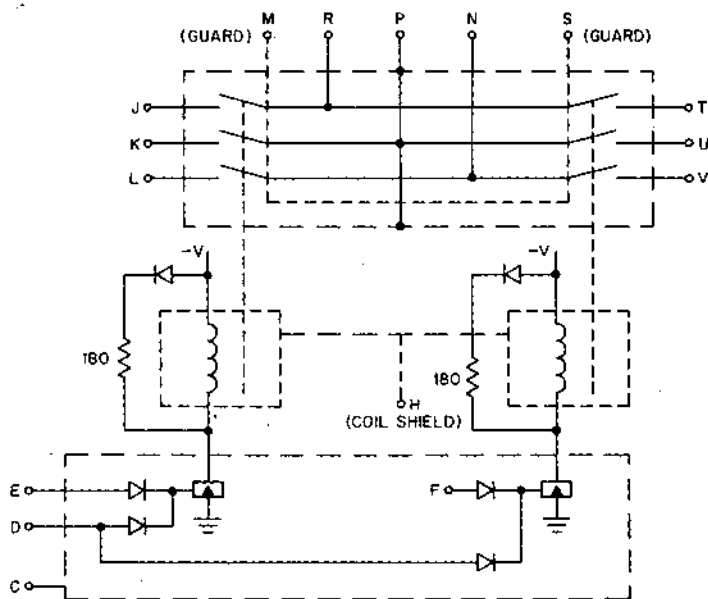 M R P N S
(GUARD) (GUARD)
J T
K U
L V
-V -V
180 180
H
(COIL SHIELD)
E F
D
C